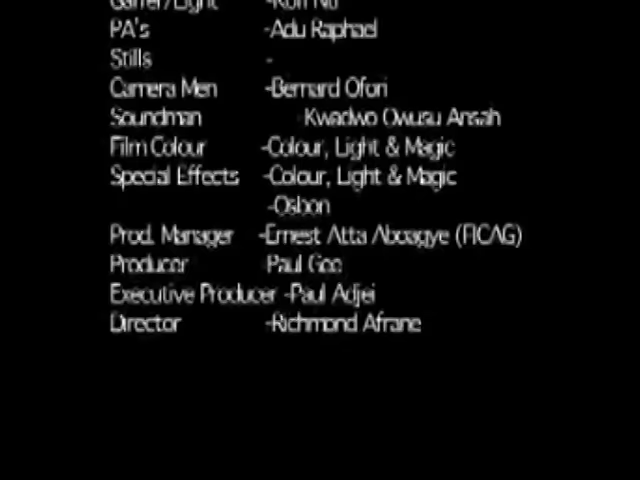 PA's -Adu Raphael
Stills -
Camera Men -Bernard Ofori
Soundman Kwadwo Owusu Ansah
Film Colour -Colour, Light & Magic
Special Effects -Colour, Light & Magic
-Osbon
Prod. Manager -Ernest Atta Aboagye (FICAG)
Producer -Paul Gee
Executive Producer -Paul Adjei
Director -Richmond Afrane